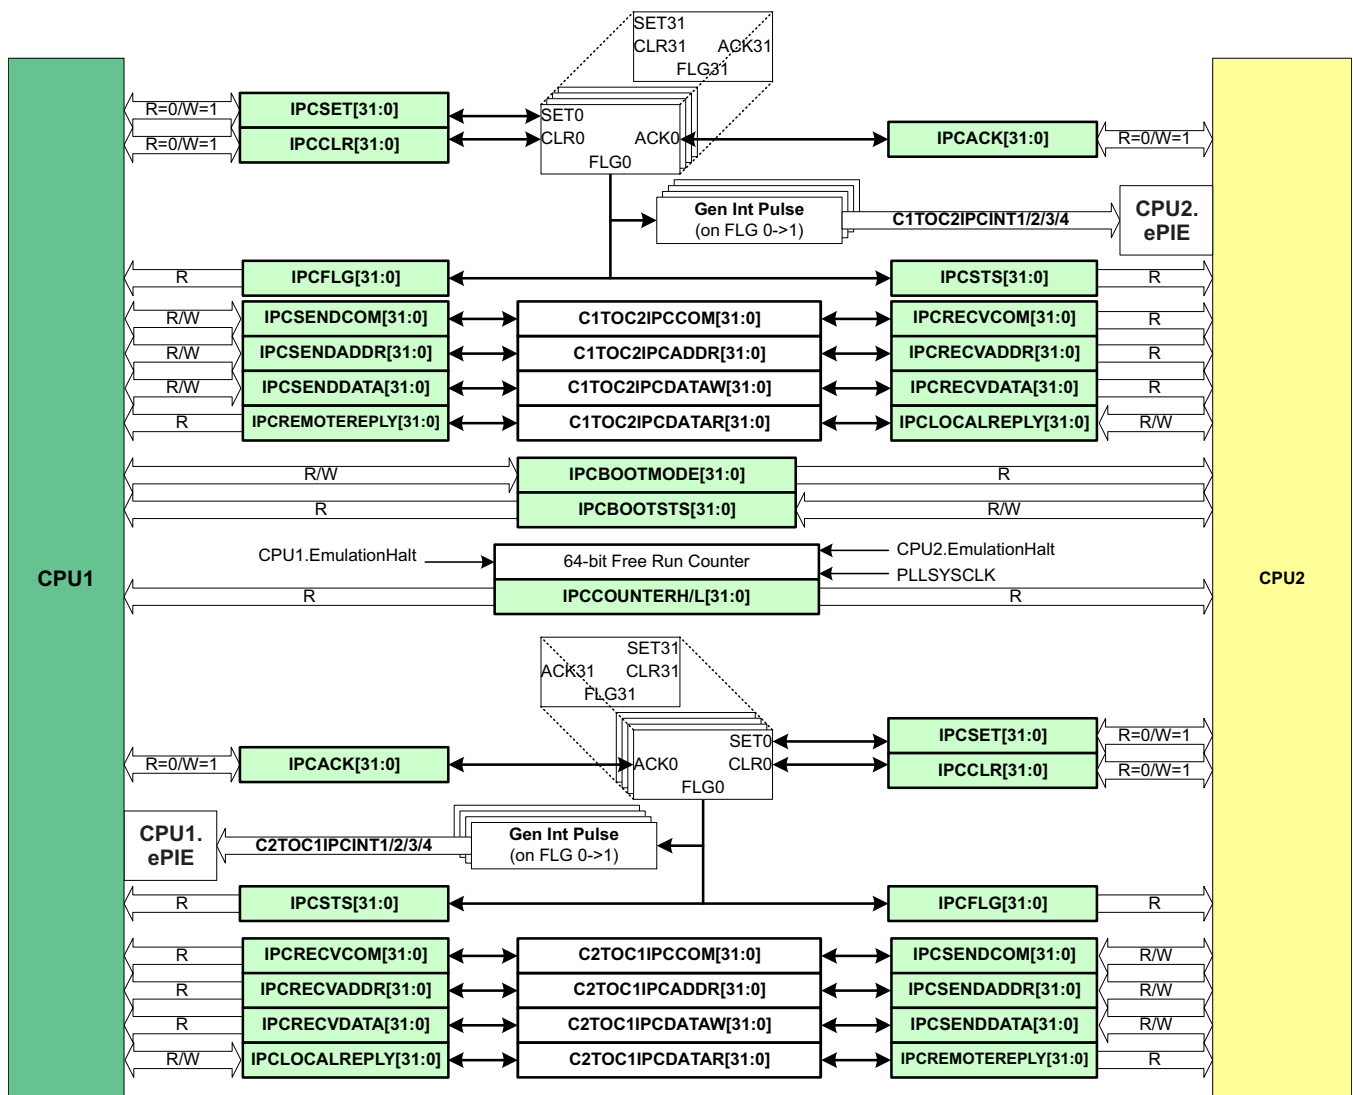 SET31
CLR31 ACK31
FLG31
R=0/W=1 IPCSET[31:0] SET0
R=0/W=1 IPCCLR[31:0] CLR0 ACK0 IPCACK[31:0] R=0/W=1
FLG0
Gen Int Pulse
(on FLG 0->1)
C1TOC2IPCINT1/2/3/4
CPU2.
ePIE
R IPCFLG[31:0] IPCSTS[31:0] R
R/W IPCSENDCOM[31:0] C1TOC2IPCCOM[31:0] IPCRECVCOM[31:0] R
R/W IPCSENDADDR[31:0] C1TOC2IPCADDR[31:0] IPCRECVADDR[31:0] R
R/W IPCSENDDATA[31:0] C1TOC2IPCDATAW[31:0] IPCRECVDATA[31:0] R
R IPCREMOTEREPLY[31:0] C1TOC2IPCDATAR[31:0] IPCLOCALREPLY[31:0] R/W
R/W IPCBOOTMODE[31:0] R
R IPCBOOTSTS[31:0] R/W
CPU1.EmulationHalt 64-bit Free Run Counter CPU2.EmulationHalt
PLLSYSCLK
CPU1
CPU2
R IPCCOUNTERH/L[31:0] R
SET31
ACK31 CLR31
FLG31
SET0 IPCSET[31:0] R=0/W=1
R=0/W=1 IPCACK[31:0] ACK0 CLR0 IPCCLR[31:0] R=0/W=1
FLG0
CPU1.
ePIE
C2TOC1IPCINT1/2/3/4
Gen Int Pulse
(on FLG 0->1)
R IPCSTS[31:0] IPCFLG[31:0] R
R IPCRECVCOM[31:0] C2TOC1IPCCOM[31:0] IPCSENDCOM[31:0] R/W
R IPCRECVADDR[31:0] C2TOC1IPCADDR[31:0] IPCSENDADDR[31:0] R/W
R IPCRECVDATA[31:0] C2TOC1IPCDATAW[31:0] IPCSENDDATA[31:0] R/W
R/W IPCLOCALREPLY[31:0] C2TOC1IPCDATAR[31:0] IPCREMOTEREPLY[31:0] R